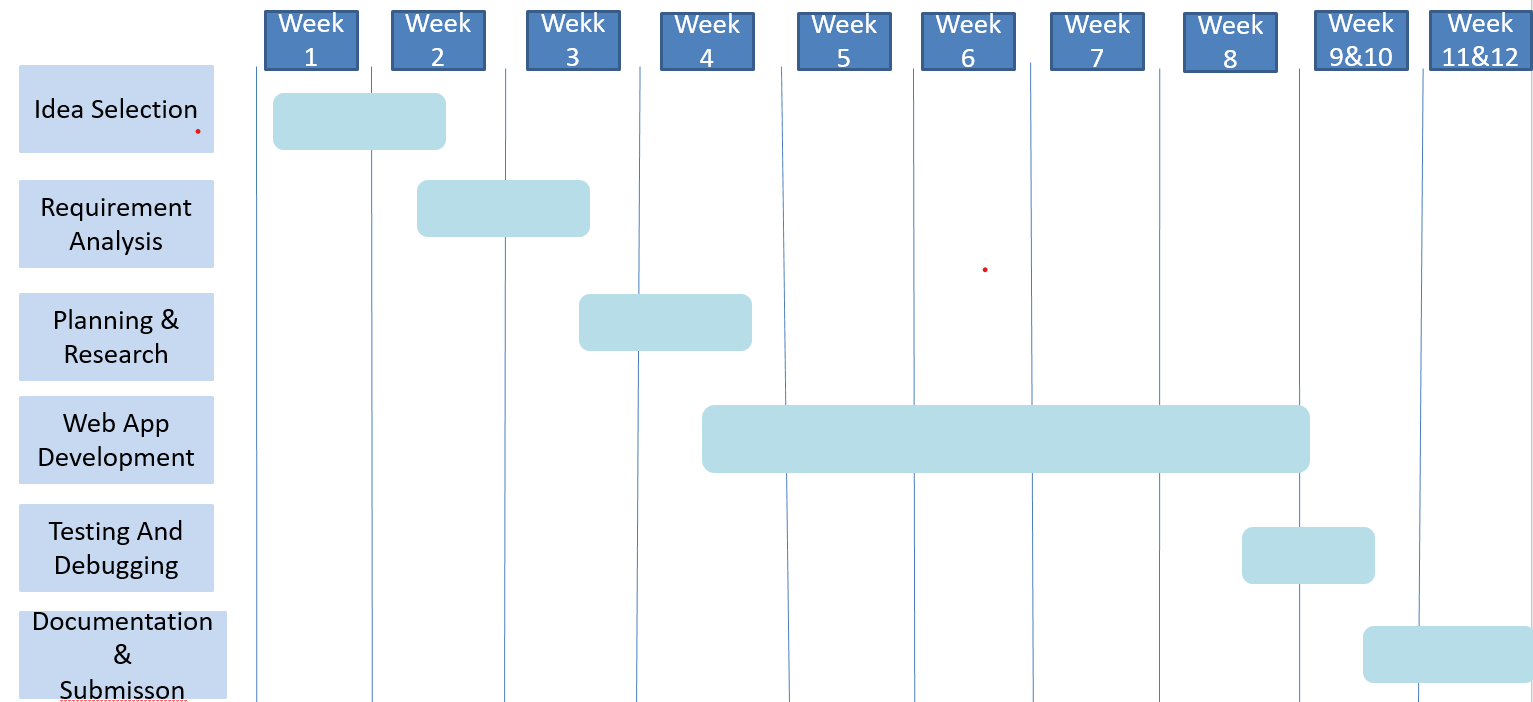 Week
1
Week
2
Wekk
3
Week
4
Week
5
Week
6
Week
7
Week
8
Week
9&10
Week
11&12
Idea Selection
Requirement
Analysis
Planning &
Research
Web App
Development
Testing And
Debugging
Documentation
&
Submisson